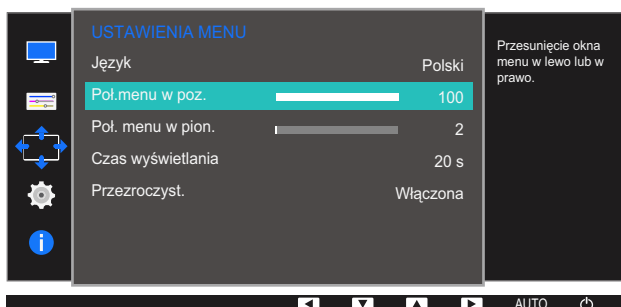 USTAWIENIA MENU
Język Polski
Poł.menu w poz. 100
Poł. menu w pion. 2
Czas wyświetlania 20 s
Przezroczyst. Włączona
Przesunięcie okna
menu w lewo lub w
prawo.
AUTO